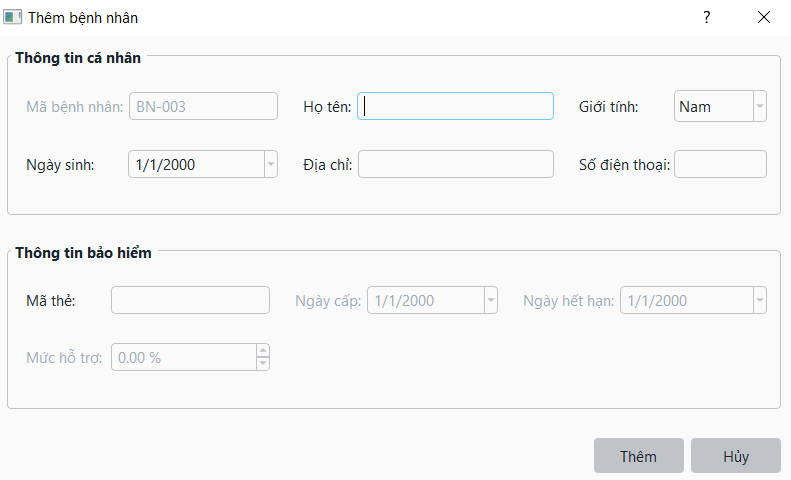 Thêm bệnh nhân ?
Thông tin cá nhân
Mã bệnh nhân: BN-003 Họ tên: Giới tính: Nam
Ngày sinh: 1/1/2000 Địa chỉ: Số điện thoại:
Thông tin bảo hiểm
Mã thẻ: Ngày cấp: 1/1/2000 Ngày hết hạn: 1/1/2000
Mức hỗ trợ: 0.00 %
Thêm Hủy